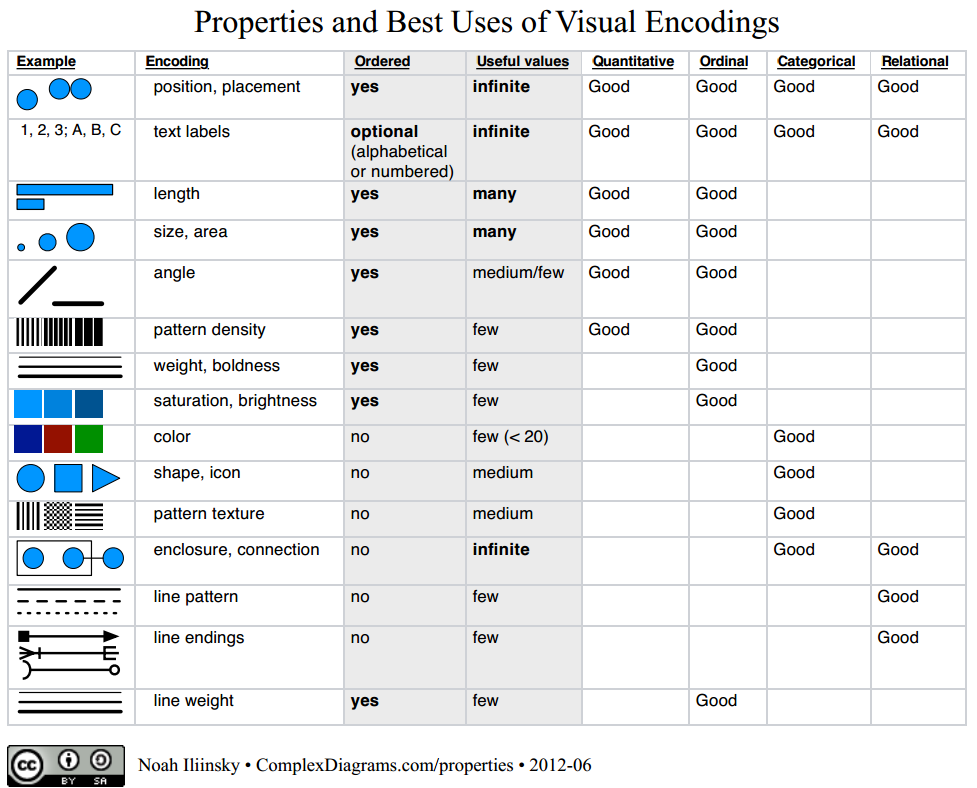 Properties and Best Uses of Visual Encodings
Example Encoding Ordered Useful values Quantitative Ordinal Categorical Relational
position, placement yes infinite Good Good Good Good
1, 2, 3; A, B, C text labels optional infinite Good Good Good Good
(alphabetical
or numbered)
length yes many Good Good
size, area yes many Good Good
angle yes medium/few Good Good
pattern density yes few Good Good
weight, boldness yes few Good
saturation, brightness yes few Good
color no few (< 20) Good
shape, icon no medium Good
pattern texture no medium Good
enclosure, connection no infinite Good Good
line pattern no few Good
line endings no few Good
line weight yes few Good
cc BY SA
Noah Iliinsky • ComplexDiagrams.com/properties • 2012-06